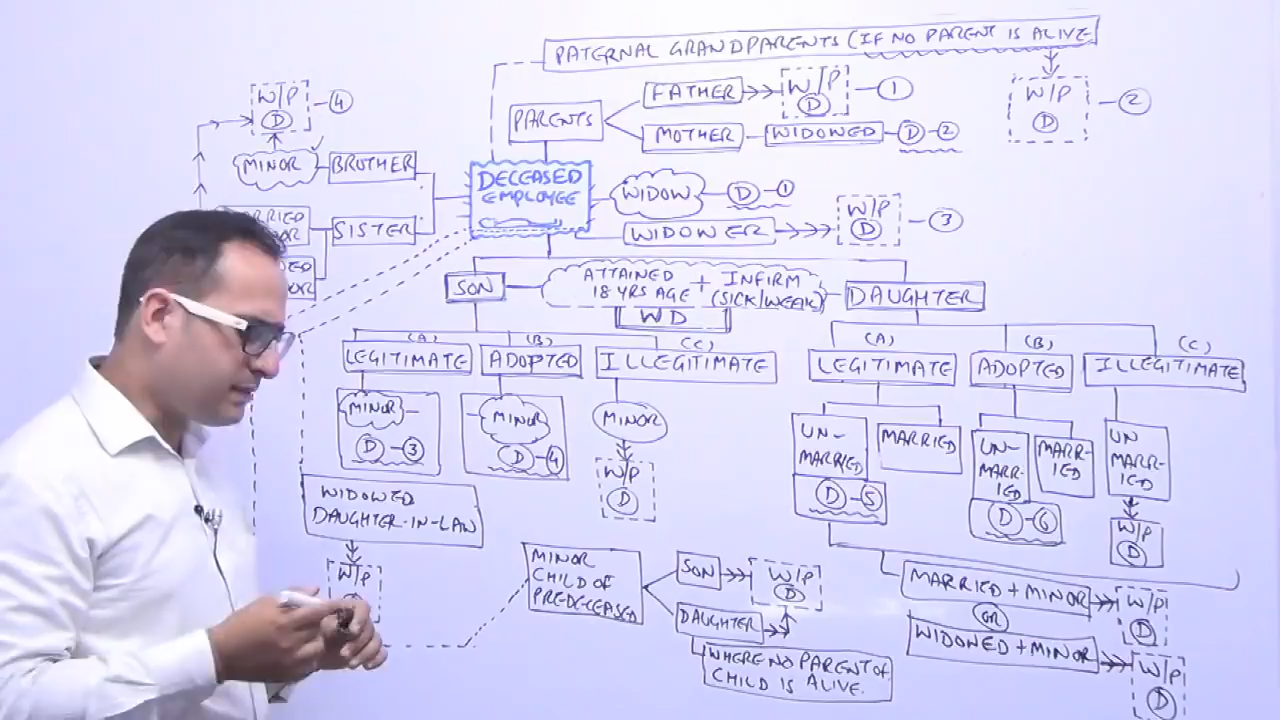 PATERNAL GRANDPARENTS (IF NO PARENT IS ALIVE
W/P
D
2
PARENTS
FATHER
W/P
D
1
MOTHER
WIDOWED
D-2
W/P
D
4
MINOR
BROTHER
SISTER
DECEASED
EMPLOYEE
WIDOW
D-1
WIDOWER
W/P
D
3
SON
ATTAINED
18 YRS AGE
+ INFIRM
(SICK/WEEK)
WD
DAUGHTER
(A)
(B)
(C)
LEGITIMATE
ADOPTED
ILLEGITIMATE
MINOR
D-3
MINOR
D-4
MINOR
W/P
D
(A)
(B)
(C)
LEGITIMATE
ADOPTED
ILLEGITIMATE
UN-
MARRIED
D-5
MARRIED
UN-
MARR-
IED
D-6
MARR-
IED
UN
MARR-
IED
W/P
D
WIDOWED
DAUGHTER-IN-LAW
W/P
MINOR
CHILD OF
PREDECEASED
SON
W/P
D
DAUGHTER
WHERE NO PARENT OF
CHILD IS ALIVE.
MARRIED + MINOR
W/P
D
OR
WIDOWED + MINOR
W/P
D